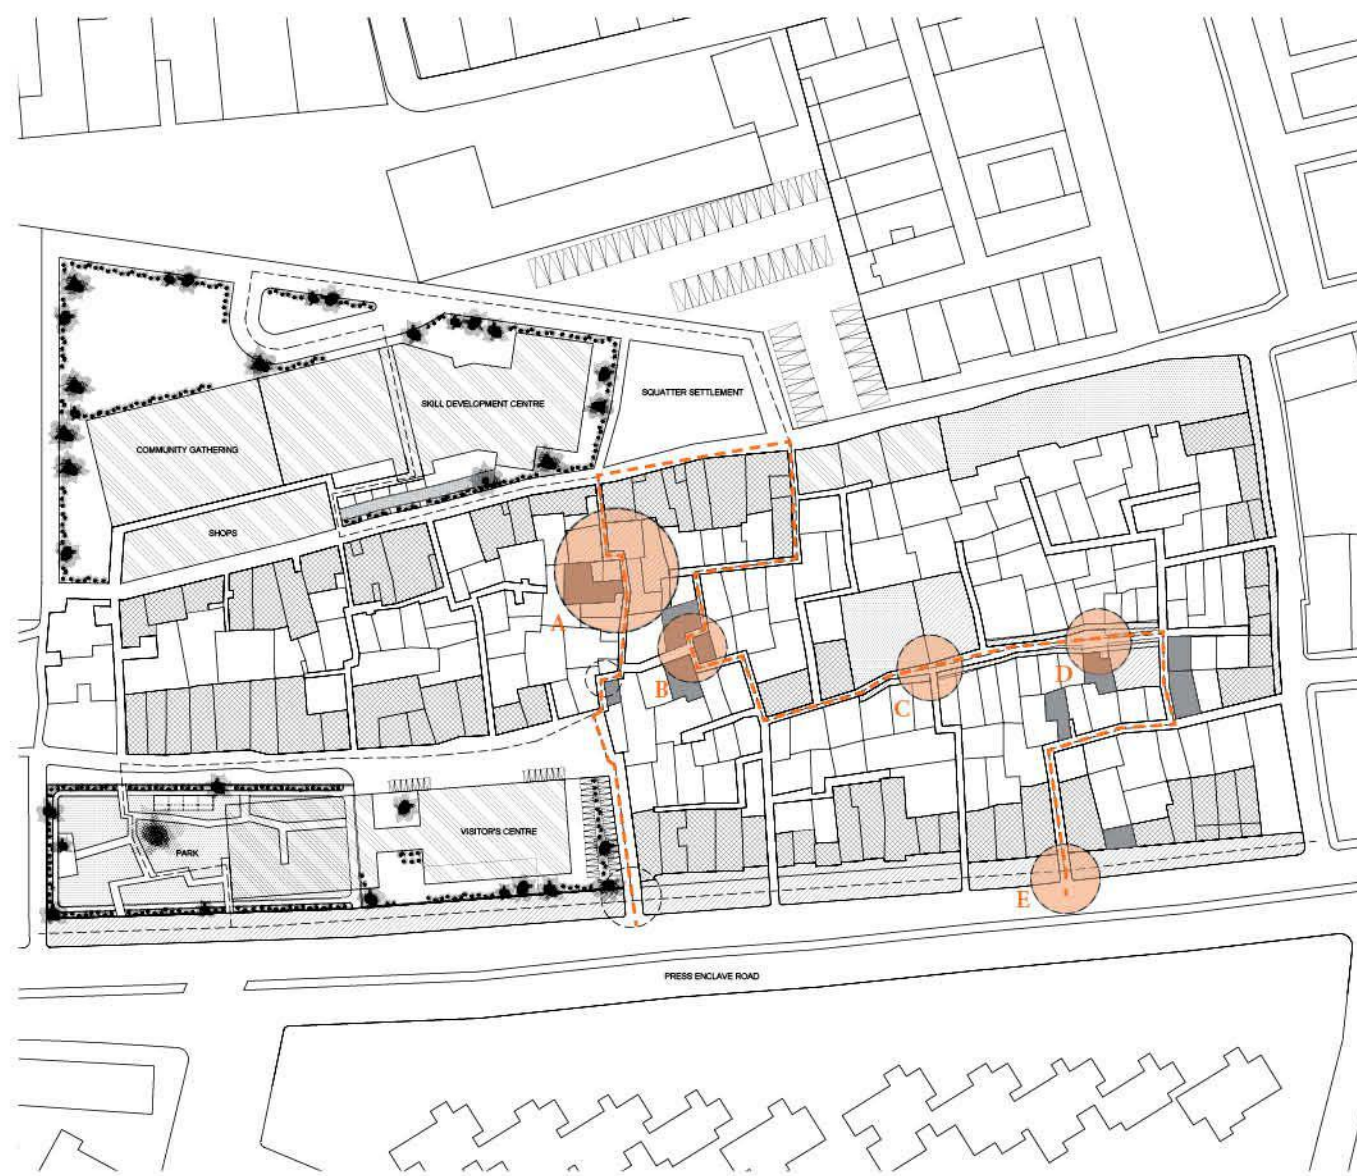 SQUATTER SETTLEMENT
SKILL DEVELOPMENT CENTRE
COMMUNITY GATHERING
SHOPS
A
B
D
C
VISITOR'S CENTRE
PARK
E
PRESS ENCLAVE ROAD